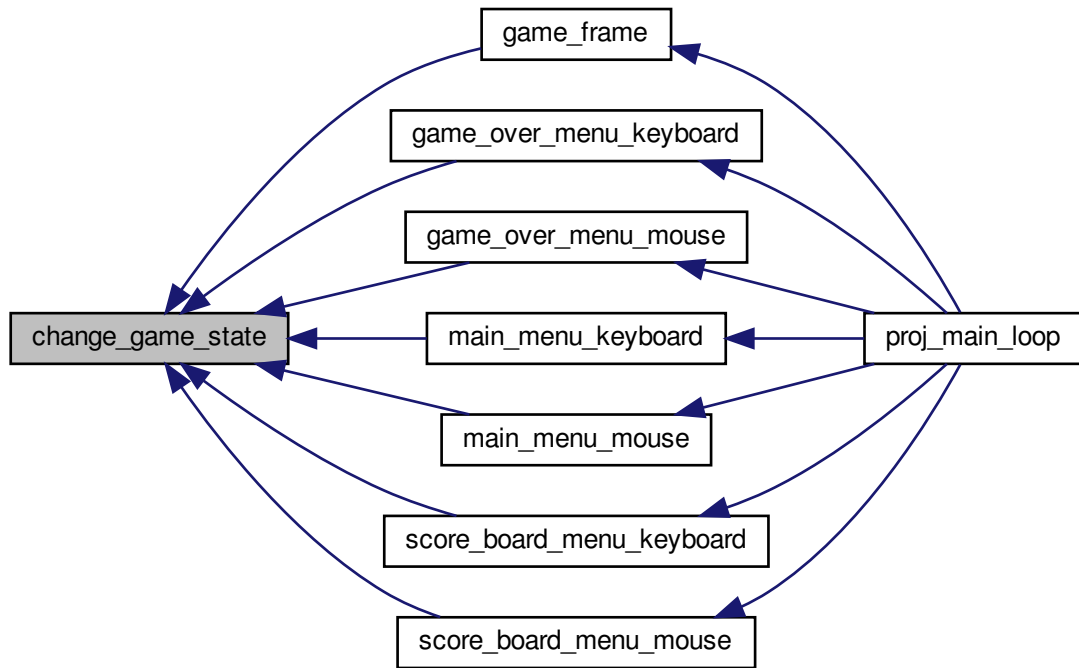 game_frame
game_over_menu_keyboard
game_over_menu_mouse
change_game_state
main_menu_keyboard
proj_main_loop
main_menu_mouse
score_board_menu_keyboard
score_board_menu_mouse